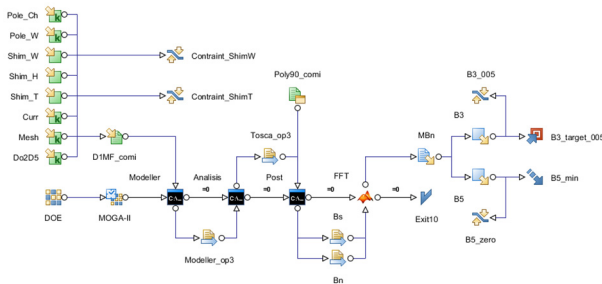 Pole_Ch
Pole_W
Shim_W
Contraint_ShimW
Shim_H
Shim_T
Contraint_ShimT
Curr
Mesh
Do2D5
D1MF_comi
Poly90_comi
Tosca_op3
B3_005
B3
MBn
B3_target_005
Modeller
Analisis
Post
FFT
=0
=0
=0
=0
C:\...
C:\...
C:\...
DOE
MOGA-II
Modeller_op3
Bs
Bn
Exit10
B5
B5_min
B5_zero